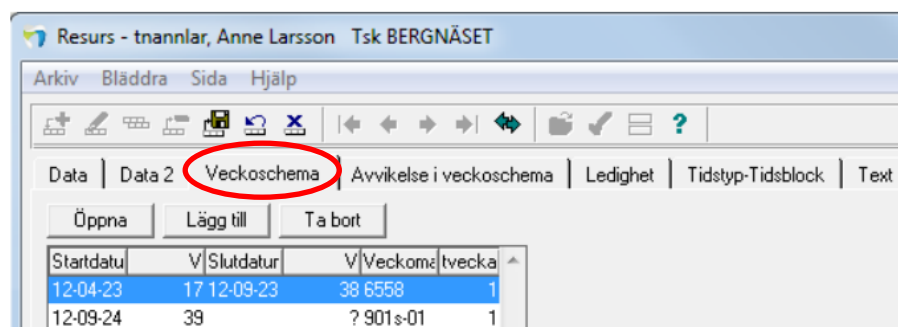 Resurs - tnannlar, Anne Larsson Tsk BERGNÄSET
Arkiv Bläddra Sida Hjälp
?
Data Data 2 Veckoschema Avvikelse i veckoschema Ledighet Tidstyp-Tidsblock Text
Öppna Lägg till Ta bort
Startdatu V Slutdatur V Veckoma tvecka
12-04-23 17 12-09-23 38 6558 1
12-09-24 39 ? 901s-01 1